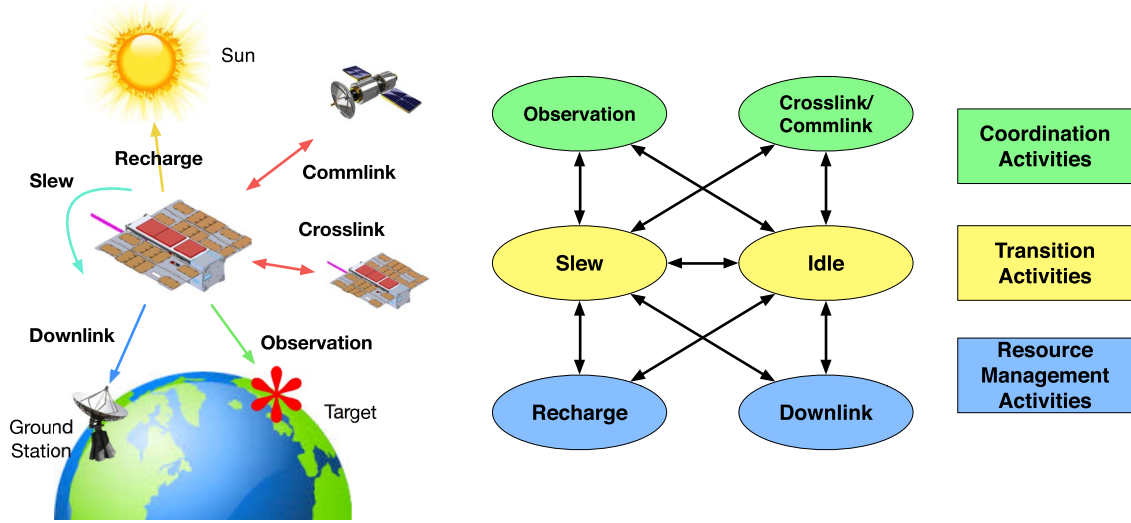 Sun
Recharge
Slew
Commlink
Crosslink
Downlink
Observation
Target
Ground
Station
Observation
Crosslink/
Commlink
Slew
Idle
Recharge
Downlink
Coordination
Activities
Transition
Activities
Resource
Management
Activities